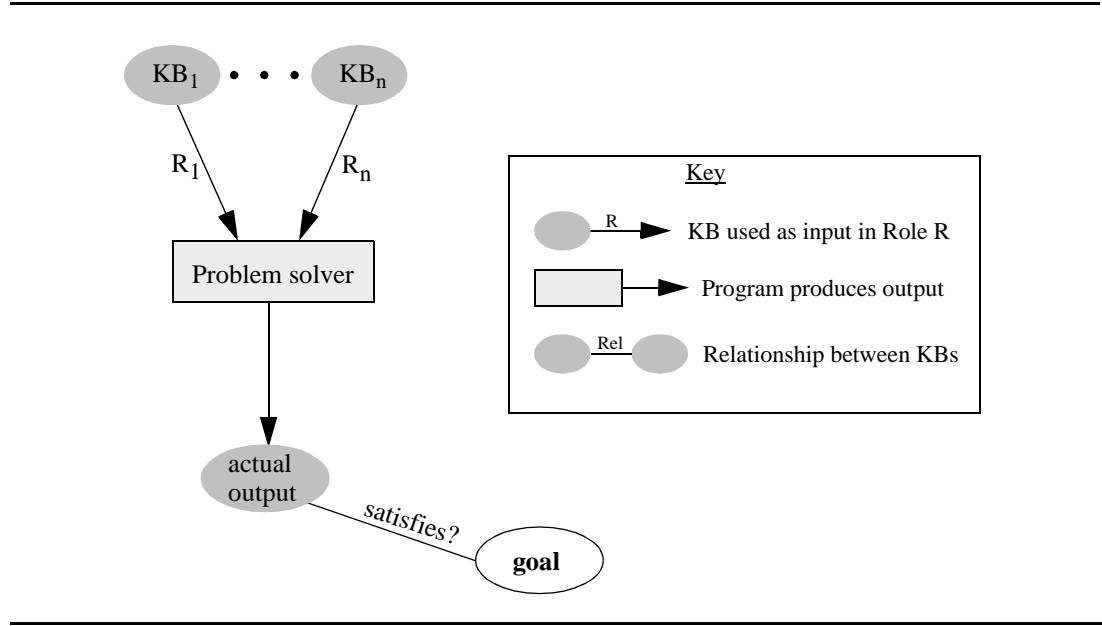 KB1 • • • KBn
R1 Rn
Problem solver
actual
output
satisfies?
goal
Key
R KB used as input in Role R
Program produces output
Rel Relationship between KBs